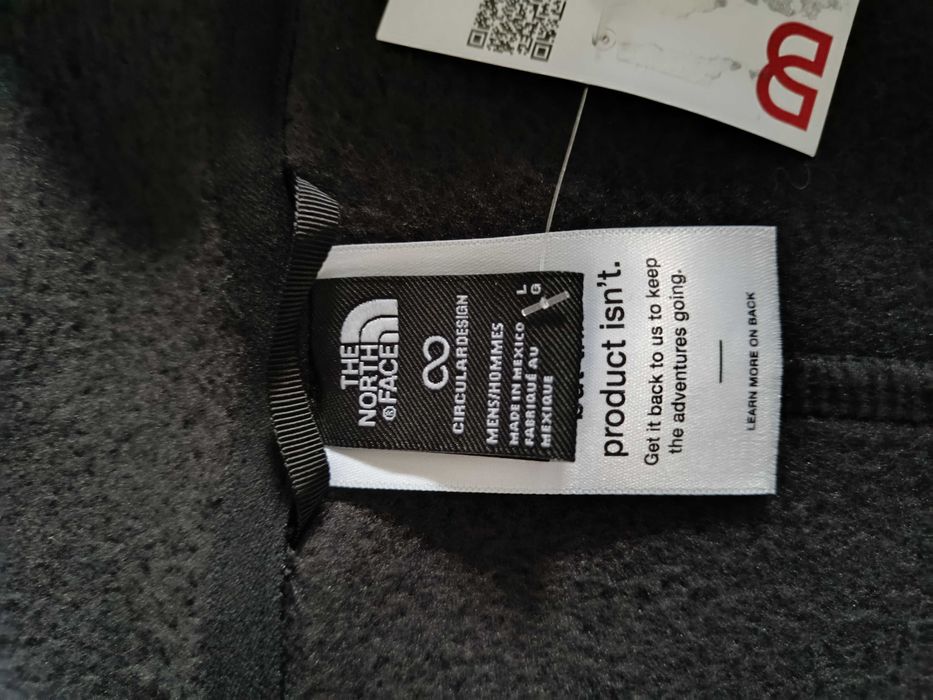 THE
NORTH
FACE
CIRCULARDESIGN
MENS/HOMMES
MADE IN MEXICO
FABRIQUÉ AU
MEXIQUE
L
G
product isn't.
Get it back to us to keep
the adventures going.
LEARN MORE ON BACK